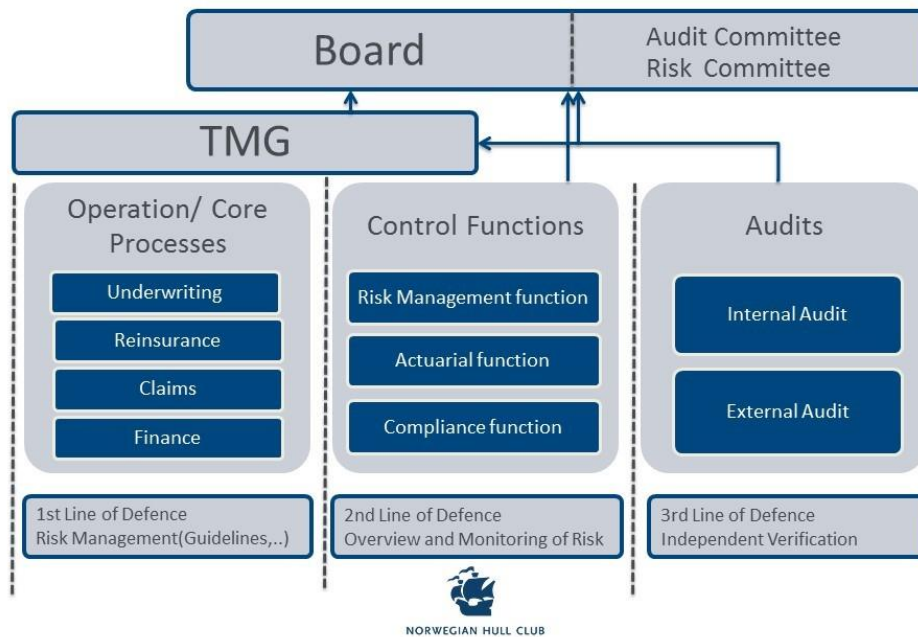 Board
Audit Committee
Risk Committee
TMG
Operation/ Core
Processes
Underwriting
Reinsurance
Claims
Finance
Control Functions
Risk Management function
Actuarial function
Compliance function
Audits
Internal Audit
External Audit
1st Line of Defence
Risk Management(Guidelines,..)
2nd Line of Defence
Overview and Monitoring of Risk
3rd Line of Defence
Independent Verification
NORWEGIAN HULL CLUB